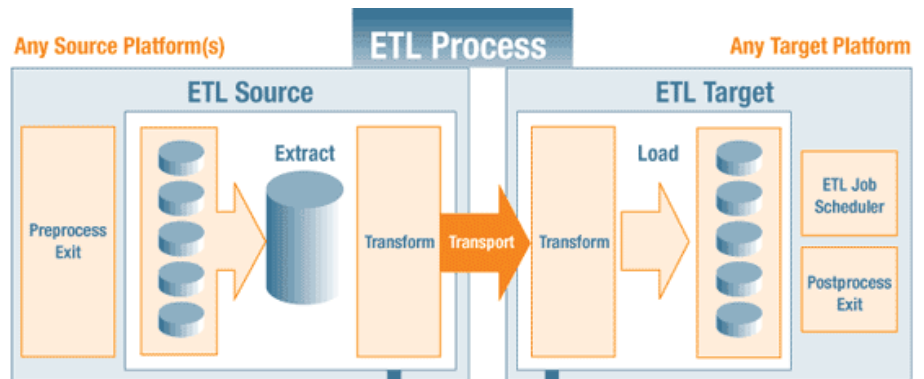 ETL Process
Any Source Platform(s)
Any Target Platform
ETL Source
ETL Target
Preprocess
Exit
Extract
Transform
Transport
Transform
Load
ETL Job
Scheduler
Postprocess
Exit